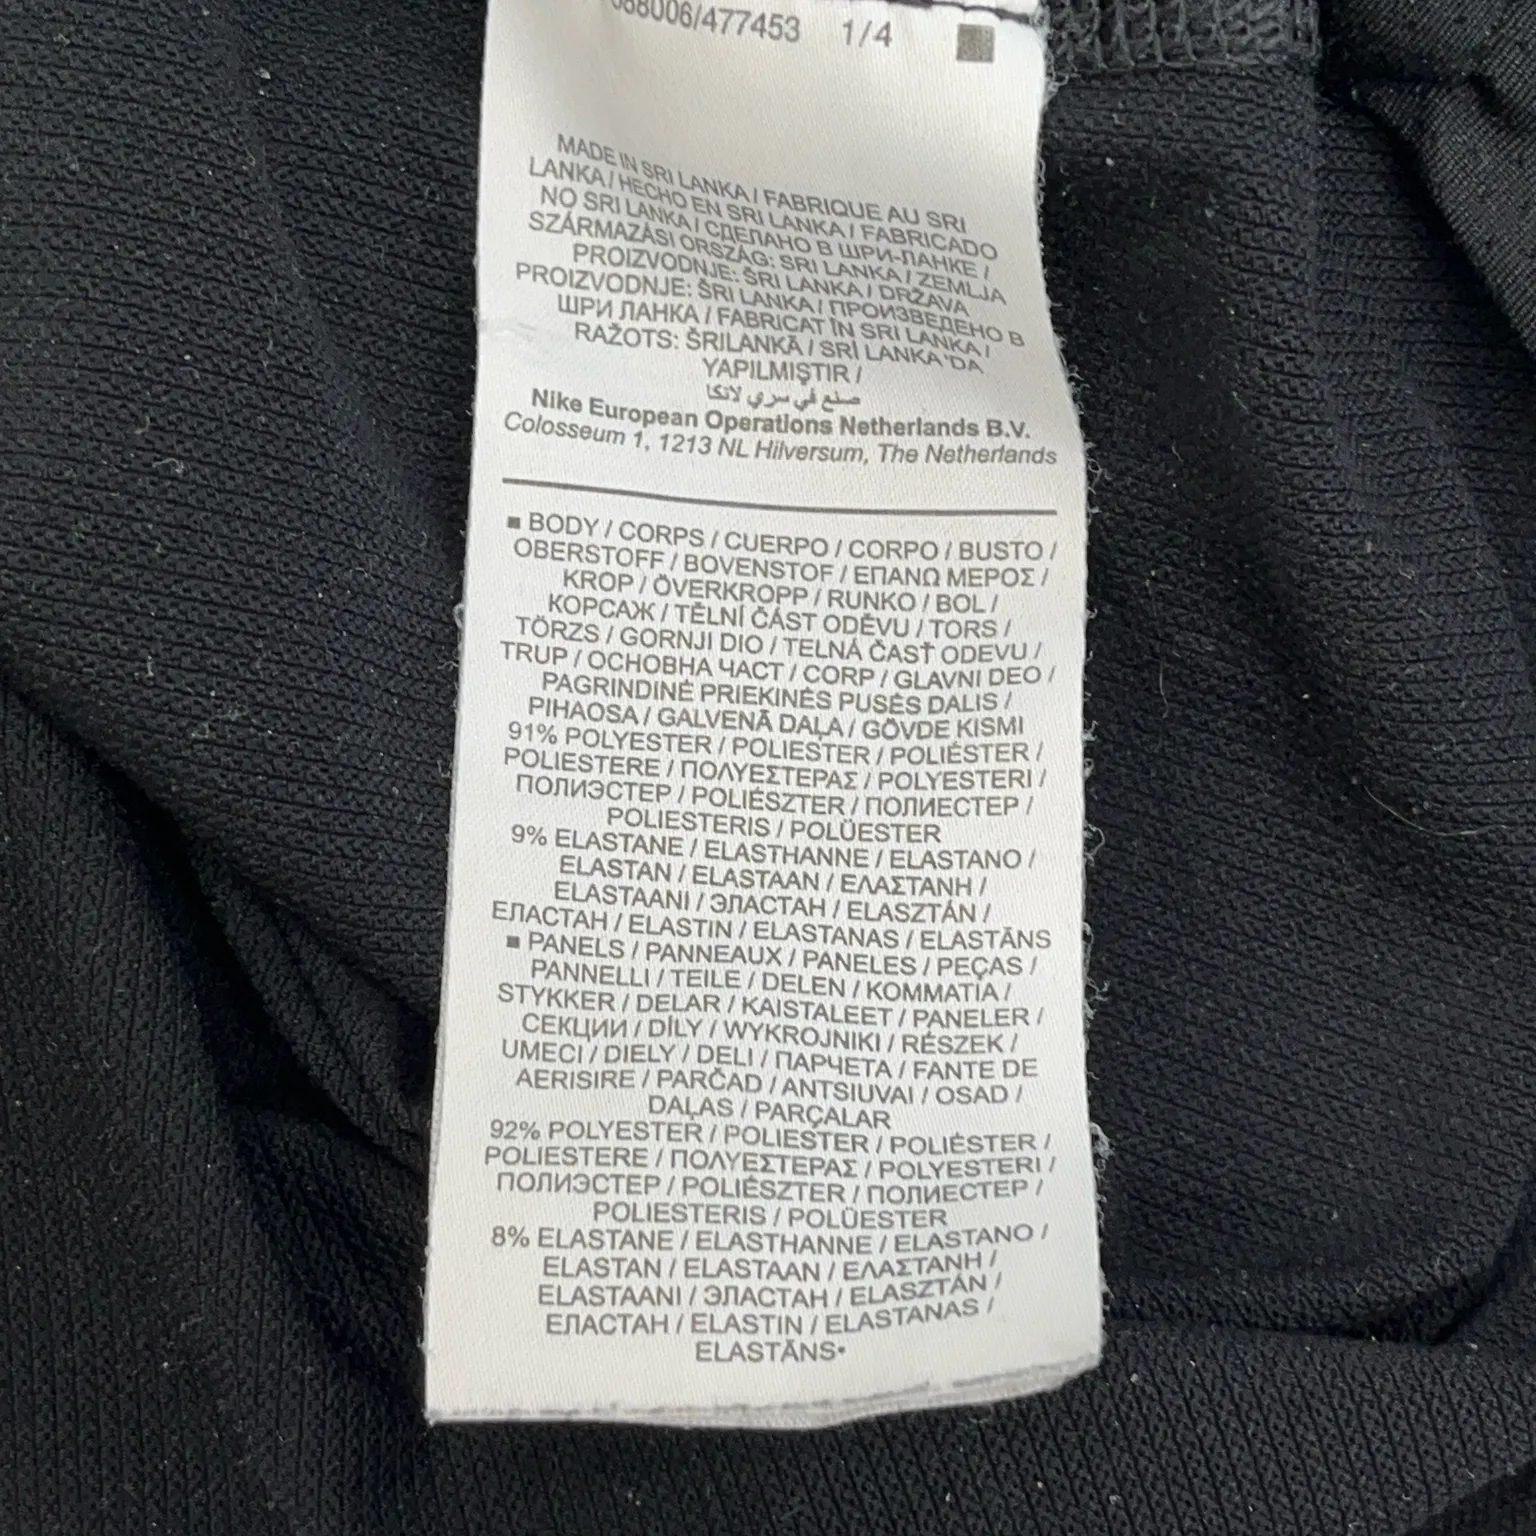 088006/477453 1/4
MADE IN SRI LANKA / FABRIQUE AU SRI
LANKA / HECHO EN SRI LANKA / FABRICADO
NO SRI LANKA / СДЕЛАНО В ШРИ-ЛАНКЕ /
SZÁRMAZÁSI ORSZÁG: SRI LANKA / ZEMLJA
PROIZVODNJE: ŠRI LANKA / DRŽAVA
PROIZVODNJE: ŠRI LANKA / ПРОИЗВЕДЕНО В
ШРИ ЛАНКА / FABRICAT ÎN SRI LANKA /
RAŽOTS: ŠRILANKĀ / SRİ LANKA'DA
YAPILMIŞTIR /
صنع في سري لانكا
Nike European Operations Netherlands B.V.
Colosseum 1, 1213 NL Hilversum, The Netherlands
▪ BODY / CORPS / CUERPO / CORPO / BUSTO /
OBERSTOFF / BOVENSTOF / ΕΠΑΝΩ ΜΕΡΟΣ /
KROP / ÖVERKROPP / RUNKO / BOL /
КОРСАЖ / TĚLNÍ ČÁST ODĚVU / TORS /
TÖRZS / GORNJI DIO / TELNÁ ČASŤ ODEVU /
TRUP / ОСНОВНА ЧАСТ / CORP / GLAVNI DEO /
PAGRINDINĖ PRIEKINĖS PUSĖS DALIS /
PIHAOSA / GALVENĀ DAĻA / GÖVDE KISMI
91% POLYESTER / POLIESTER / POLIÉSTER /
POLIESTERE / ΠΟΛΥΕΣΤΕΡΑΣ / POLYESTERI /
ПОЛИЭСТЕР / POLIÉSZTER / ПОЛИЕСТЕР /
POLIESTERIS / POLÜESTER
9% ELASTANE / ELASTHANNE / ELASTANO /
ELASTAN / ELASTAAN / ΕΛΑΣΤΑΝΗ /
ELASTAANI / ЭЛАСТАН / ELASZTÁN /
ЕЛАСТАН / ELASTIN / ELASTANAS / ELASTĀNS
▪ PANELS / PANNEAUX / PANELES / PEÇAS /
PANNELLI / TEILE / DELEN / ΚΟΜΜΑΤΙΑ /
STYKKER / DELAR / KAISTALEET / PANELER /
СЕКЦИИ / DÍLY / WYKROJNIKI / RÉSZEK /
UMECI / DIELY / DELI / ПАРЧЕТА / FANTE DE
AERISIRE / PARČAD / ANTSIUVAI / OSAD /
DAĻAS / PARÇALAR
92% POLYESTER / POLIESTER / POLIÉSTER /
POLIESTERE / ΠΟΛΥΕΣΤΕΡΑΣ / POLYESTERI /
ПОЛИЭСТЕР / POLIÉSZTER / ПОЛИЕСТЕР /
POLIESTERIS / POLÜESTER
8% ELASTANE / ELASTHANNE / ELASTANO /
ELASTAN / ELASTAAN / ΕΛΑΣΤΑΝΗ /
ELASTAANI / ЭЛАСТАН / ELASZTÁN /
ЕЛАСТАН / ELASTIN / ELASTANAS /
ELASTĀNS•